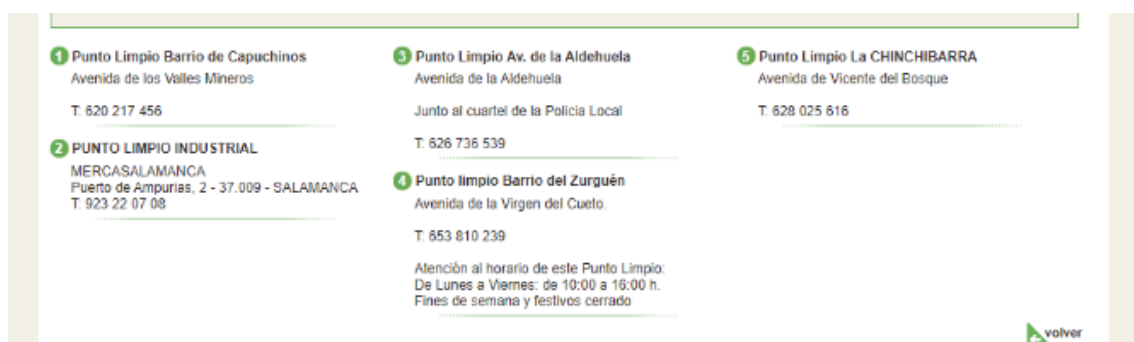 1 Punto Limpio Barrio de Capuchinos
Avenida de los Valles Mineros
T: 620 217 456
2 PUNTO LIMPIO INDUSTRIAL
MERCASALAMANCA
Puerto de Ampurias, 2 - 37.009 - SALAMANCA
T: 923 22 07 08
3 Punto Limpio Av. de la Aldehuela
Avenida de la Aldehuela
Junto al cuartel de la Policia Local
T: 626 736 539
4 Punto limpio Barrio del Zurguén
Avenida de la Virgen del Cueto.
T: 653 810 239
Atención al horario de este Punto Limpio:
De Lunes a Viernes: de 10:00 a 16:00 h.
Fines de semana y festivos cerrado
5 Punto Limpio La CHINCHIBARRA
Avenida de Vicente del Bosque
T: 628 025 616
volver